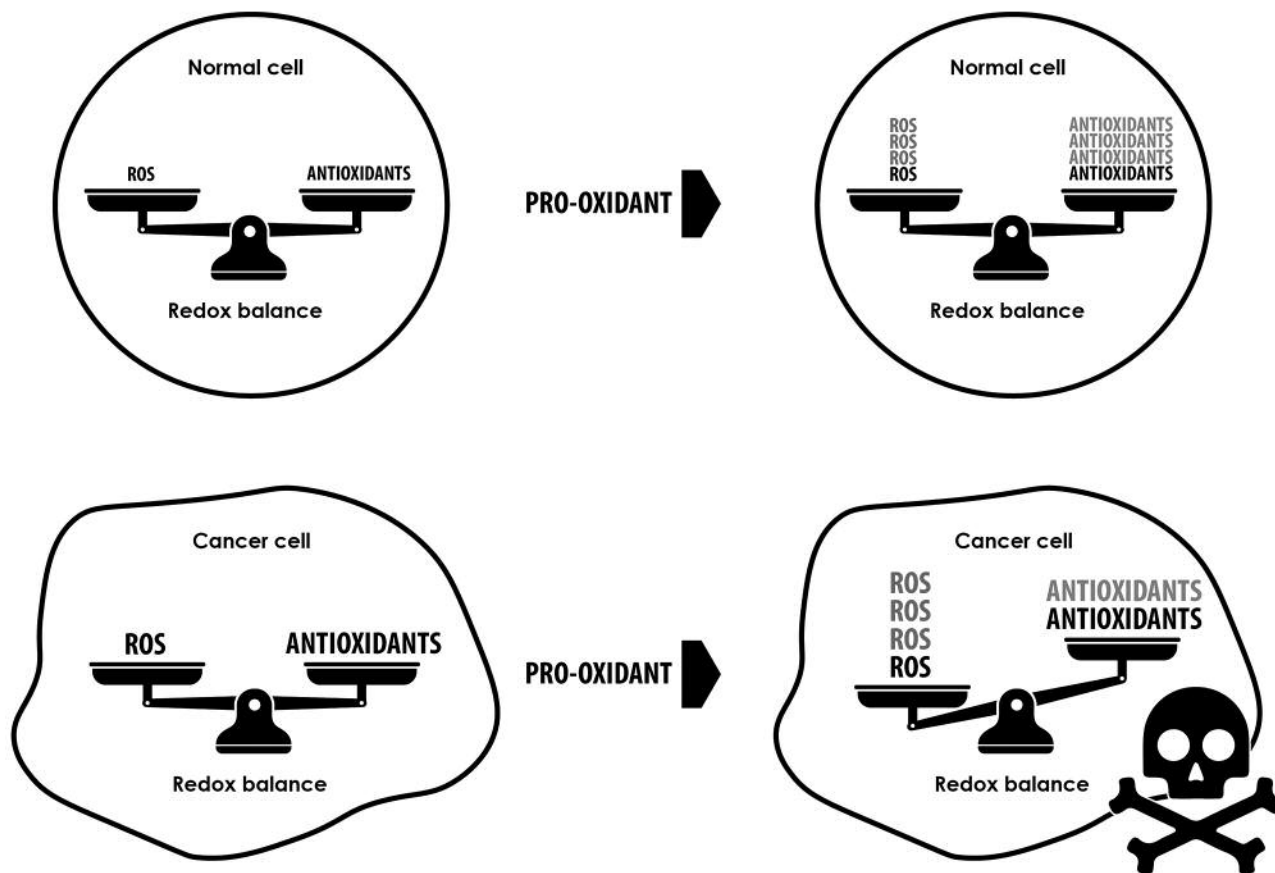 Normal cell
ROS ANTIOXIDANTS
Redox balance
PRO-OXIDANT
Normal cell
ROS ANTIOXIDANTS
ROS ANTIOXIDANTS
ROS ANTIOXIDANTS
ROS ANTIOXIDANTS
Redox balance
Cancer cell
ROS ANTIOXIDANTS
Redox balance
PRO-OXIDANT
Cancer cell
ROS
ANTIOXIDANTS
ROS
ANTIOXIDANTS
ROS
ROS
Redox balance